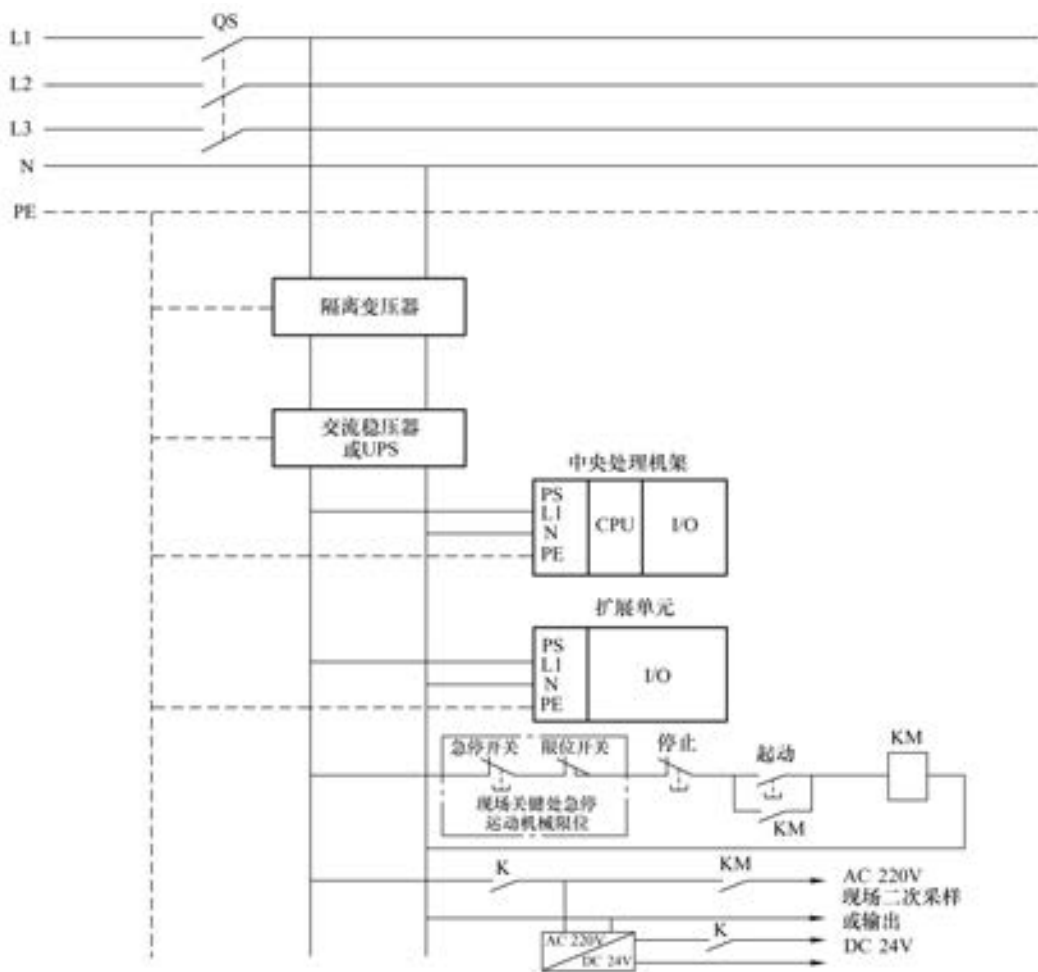 QS
L1
L2
L3
N
PE
隔离变压器
交流稳压器
或UPS
中央处理机架
PS
L1
N
PE
CPU
I/O
扩展单元
PS
L1
N
PE
I/O
急停开关
限位开关
现场关键处急停
运动机械限位
停止
起动
KM
KM
K
KM
AC 220V
现场二次采样
或输出
DC 24V
AC 220V
DC 24V
K